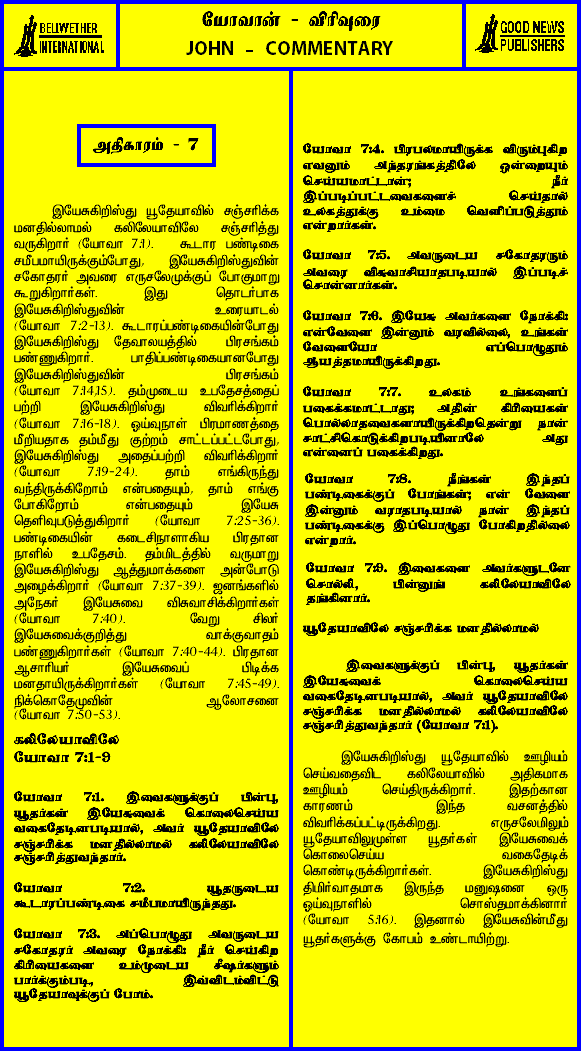 BELWETHER
INTERNATIONAL
யோவான் - விரிவுரை
JOHN - COMMENTARY
GOOD NEWS
PUBLISHERS
அதிகாரம் - 7
இயேசுகிறிஸ்து யூதேயாவில் சஞ்சரிக்க
மனதில்லாமல் கலிலேயாவிலே சஞ்சரித்து
வருகிறார் (யோவா 7:1). கூடார பண்டிகை
சமீபமாயிருக்கும்போது, இயேசுகிறிஸ்துவின்
சகோதரர் அவரை எருசலேமுக்குப் போகுமாறு
கூறுகிறார்கள். இது தொடர்பாக
இயேசுகிறிஸ்துவின் உரையாடல்
(யோவா 7:2-13). கூடாரப்பண்டிகையின்போது
இயேசுகிறிஸ்து தேவாலயத்தில் பிரசங்கம்
பண்ணுகிறார். பாதிப்பண்டிகையானபோது
இயேசுகிறிஸ்துவின் பிரசங்கம்
(யோவா 7:14,15). தம்முடைய உபதேசத்தைப்
பற்றி இயேசுகிறிஸ்து விவரிக்கிறார்
(யோவா 7:16-18). ஓய்வுநாள் பிரமாணத்தை
மீறியதாக தம்மீது குற்றம் சாட்டப்பட்டபோது,
இயேசுகிறிஸ்து அதைப்பற்றி விவரிக்கிறார்
(யோவா 7:19-24). தாம் எங்கிருந்து
வந்திருக்கிறோம் என்பதையும், தாம் எங்கு
போகிறோம் என்பதையும் இயேசு
தெளிவுபடுத்துகிறார் (யோவா 7:25-36).
பண்டிகையின் கடைசிநாளாகிய பிரதான
நாளில் உபதேசம். தம்மிடத்தில் வருமாறு
இயேசுகிறிஸ்து ஆத்துமாக்களை அன்போடு
அழைக்கிறார் (யோவா 7:37-39). ஜனங்களில்
அநேகர் இயேசுவை விசுவாசிக்கிறார்கள்
(யோவா 7:40). வேறு சிலர்
இயேசுவைக்குறித்து வாக்குவாதம்
பண்ணுகிறார்கள் (யோவா 7:40-44). பிரதான
ஆசாரியர் இயேசுவைப் பிடிக்க
மனதாயிருக்கிறார்கள் (யோவா 7:45-49).
நிக்கொதேமுவின் ஆலோசனை
(யோவா 7:50-53).
கலிலேயாவிலே
யோவா 7:1-9
யோவா 7:1. இவைகளுக்குப் பின்பு,
யூதர்கள் இயேசுவைக் கொலைசெய்ய
வகைதேடினபடியால், அவர் யூதேயாவிலே
சஞ்சரிக்க மனதில்லாமல் கலிலேயாவிலே
சஞ்சரித்துவந்தார்.
யோவா 7:2. யூதருடைய
கூடாரப்பண்டிகை சமீபமாயிருந்தது.
யோவா 7:3. அப்பொழுது அவருடைய
சகோதரர் அவரை நோக்கி: நீர் செய்கிற
கிரியைகளை உம்முடைய சீஷர்களும்
பார்க்கும்படி, இவ்விடம்விட்டு
யூதேயாவுக்குப் போம்.
யோவா 7:4. பிரபலமாயிருக்க விரும்புகிற
எவனும் அந்தரங்கத்திலே ஒன்றையும்
செய்யமாட்டான்; நீர்
இப்படிப்பட்டவைகளைச் செய்தால்
உலகத்துக்கு உம்மை வெளிப்படுத்தும்
என்றார்கள்.
யோவா 7:5. அவருடைய சகோதரரும்
அவரை விசுவாசியாதபடியால் இப்படிச்
சொன்னார்கள்.
யோவா 7:6. இயேசு அவர்களை நோக்கி:
என்வேளை இன்னும் வரவில்லை, உங்கள்
வேளையோ எப்பொழுதும்
ஆயத்தமாயிருக்கிறது.
யோவா 7:7. உலகம் உங்களைப்
பகைக்கமாட்டாது; அதின் கிரியைகள்
பொல்லாதவைகளாயிருக்கிறதென்று நான்
சாட்சிகொடுக்கிறபடியினாலே அது
என்னைப் பகைக்கிறது.
யோவா 7:8. நீங்கள் இந்தப்
பண்டிகைக்குப் போங்கள்; என் வேளை
இன்னும் வராதபடியால் நான் இந்தப்
பண்டிகைக்கு இப்பொழுது போகிறதில்லை
என்றார்.
யோவா 7:9. இவைகளை அவர்களுடனே
சொல்லி, பின்னுங் கலிலேயாவிலே
தங்கினார்.
யூதேயாவிலே சஞ்சரிக்க மனதில்லாமல்
இவைகளுக்குப் பின்பு, யூதர்கள்
இயேசுவைக் கொலைசெய்ய
வகைதேடினபடியால், அவர் யூதேயாவிலே
சஞ்சரிக்க மனதில்லாமல் கலிலேயாவிலே
சஞ்சரித்துவந்தார் (யோவா 7:1).
இயேசுகிறிஸ்து யூதேயாவில் ஊழியம்
செய்வதைவிட கலிலேயாவில் அதிகமாக
ஊழியம் செய்திருக்கிறார். இதற்கான
காரணம் இந்த வசனத்தில்
விவரிக்கப்பட்டிருக்கிறது. எருசலேமிலும்
யூதேயாவிலுமுள்ள யூதர்கள் இயேசுவைக்
கொலைசெய்ய வகைதேடிக்
கொண்டிருக்கிறார்கள். இயேசுகிறிஸ்து
திமிர்வாதமாக இருந்த மனுஷனை ஒரு
ஒய்வுநாளில் சொஸ்தமாக்கினார்
(யோவா 5:16). இதனால் இயேசுவின்மீது
யூதர்களுக்கு கோபம் உண்டாயிற்று.